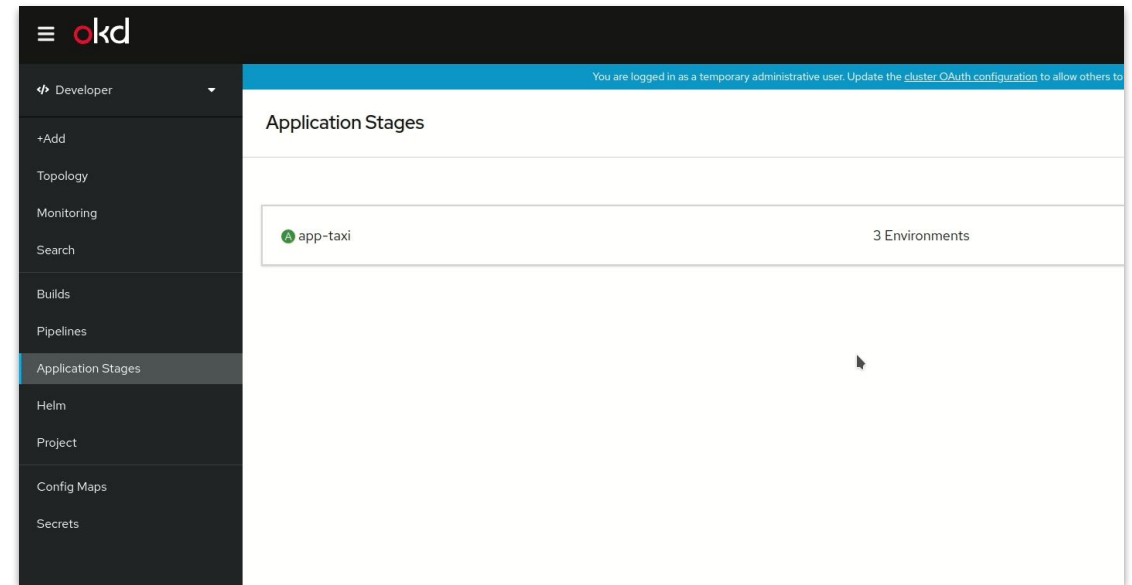 okd
You are logged in as a temporary administrative user. Update the cluster OAuth configuration to allow others to
</> Developer
Application Stages
+Add
Topology
Monitoring
Search
A app-taxi
3 Environments
Builds
Pipelines
Application Stages
Helm
Project
Config Maps
Secrets